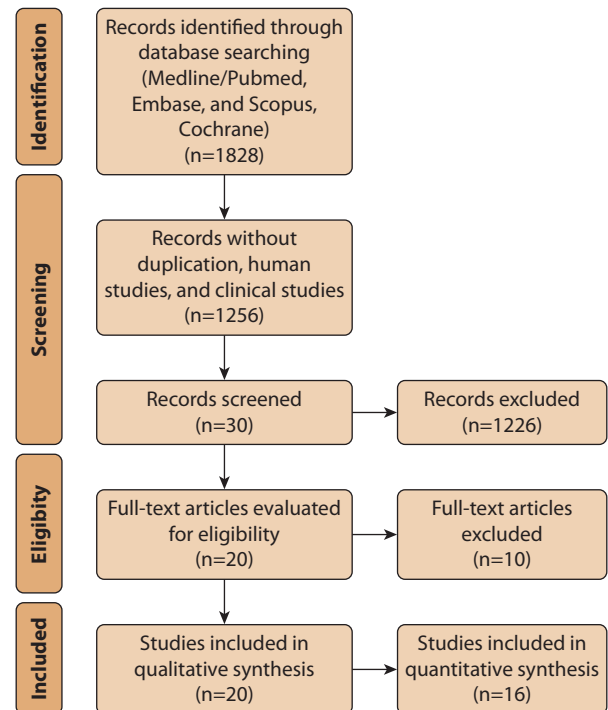 Identification
Records identified through
database searching
(Medline/Pubmed,
Embase, and Scopus,
Cochrane)
(n=1828)
Screening
Records without
duplication, human
studies, and clinical studies
(n=1256)
Records screened
(n=30)
Records excluded
(n=1226)
Eligibity
Full-text articles evaluated
for eligibility
(n=20)
Full-text articles
excluded
(n=10)
Included
Studies included in
qualitative synthesis
(n=20)
Studies included in
quantitative synthesis
(n=16)